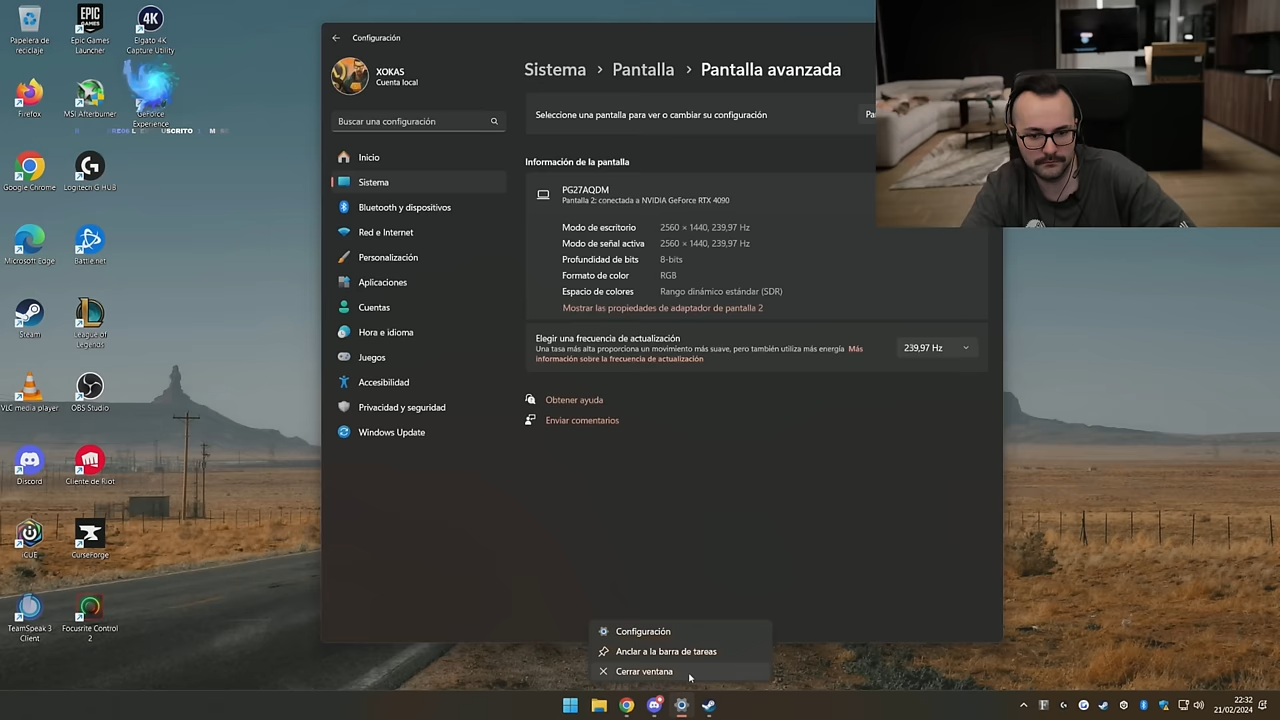 Papelera de
reciclaje
EPIC
GAMES
Epic Games
Launcher
4K
Elgato 4K
Capture Utility
Firefox
MSI Afterburner
GeForce
Experience
USCRITO
Google Chrome
Logitech G HUB
Microsoft Edge
Battle.net
Steam
League of
Legends
VLC media player
OBS Studio
Discord
Cliente de Riot
iCUE
CurseForge
TeamSpeak 3
Client
Focusrite Control
2
Configuración
XOKAS
Cuenta local
Buscar una configuración
Inicio
Sistema
Bluetooth y dispositivos
Red e Internet
Personalización
Aplicaciones
Cuentas
Hora e idioma
Juegos
Accesibilidad
Privacidad y seguridad
Windows Update
Sistema > Pantalla > Pantalla avanzada
Seleccione una pantalla para ver o cambiar su configuración
Pa
Información de la pantalla
PG27AQDM
Pantalla 2: conectada a NVIDIA GeForce RTX 4090
Modo de escritorio 2560 × 1440, 239,97 Hz
Modo de señal activa 2560 × 1440, 239,97 Hz
Profundidad de bits 8-bits
Formato de color RGB
Espacio de colores Rango dinámico estándar (SDR)
Mostrar las propiedades de adaptador de pantalla 2
Elegir una frecuencia de actualización
Una tasa más alta proporciona un movimiento más suave, pero también utiliza más energía Más
información sobre la frecuencia de actualización
239,97 Hz
Obtener ayuda
Enviar comentarios
Configuración
Anclar a la barra de tareas
Cerrar ventana
22:32
21/02/2024